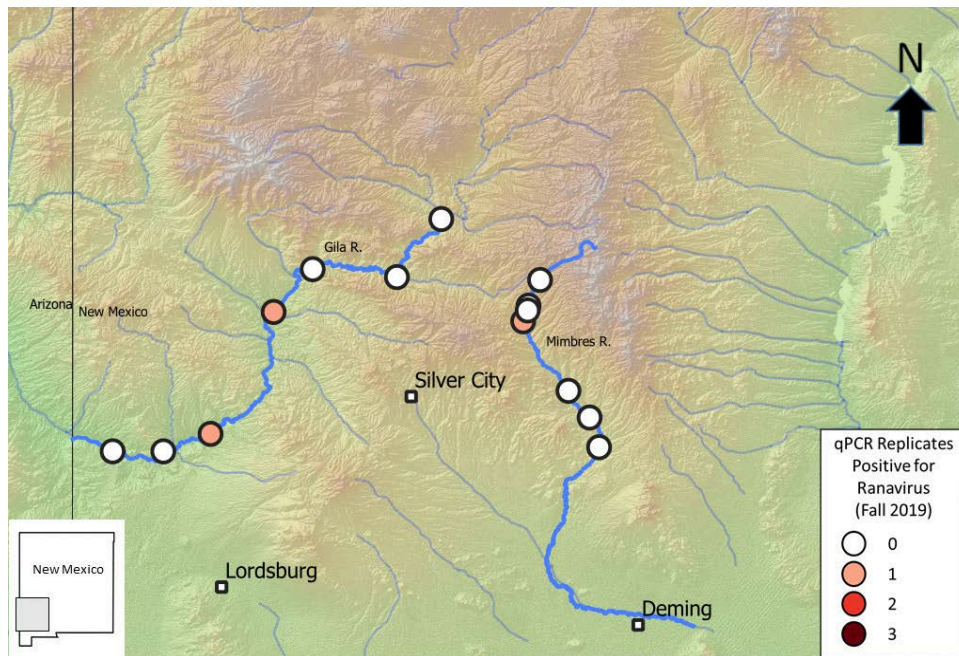 N
Gila R.
Arizona
New Mexico
Mimbres R.
Silver City
qPCR Replicates
Positive for
Ranavirus
(Fall 2019)
0
1
2
3
New Mexico
Lordsburg
Deming